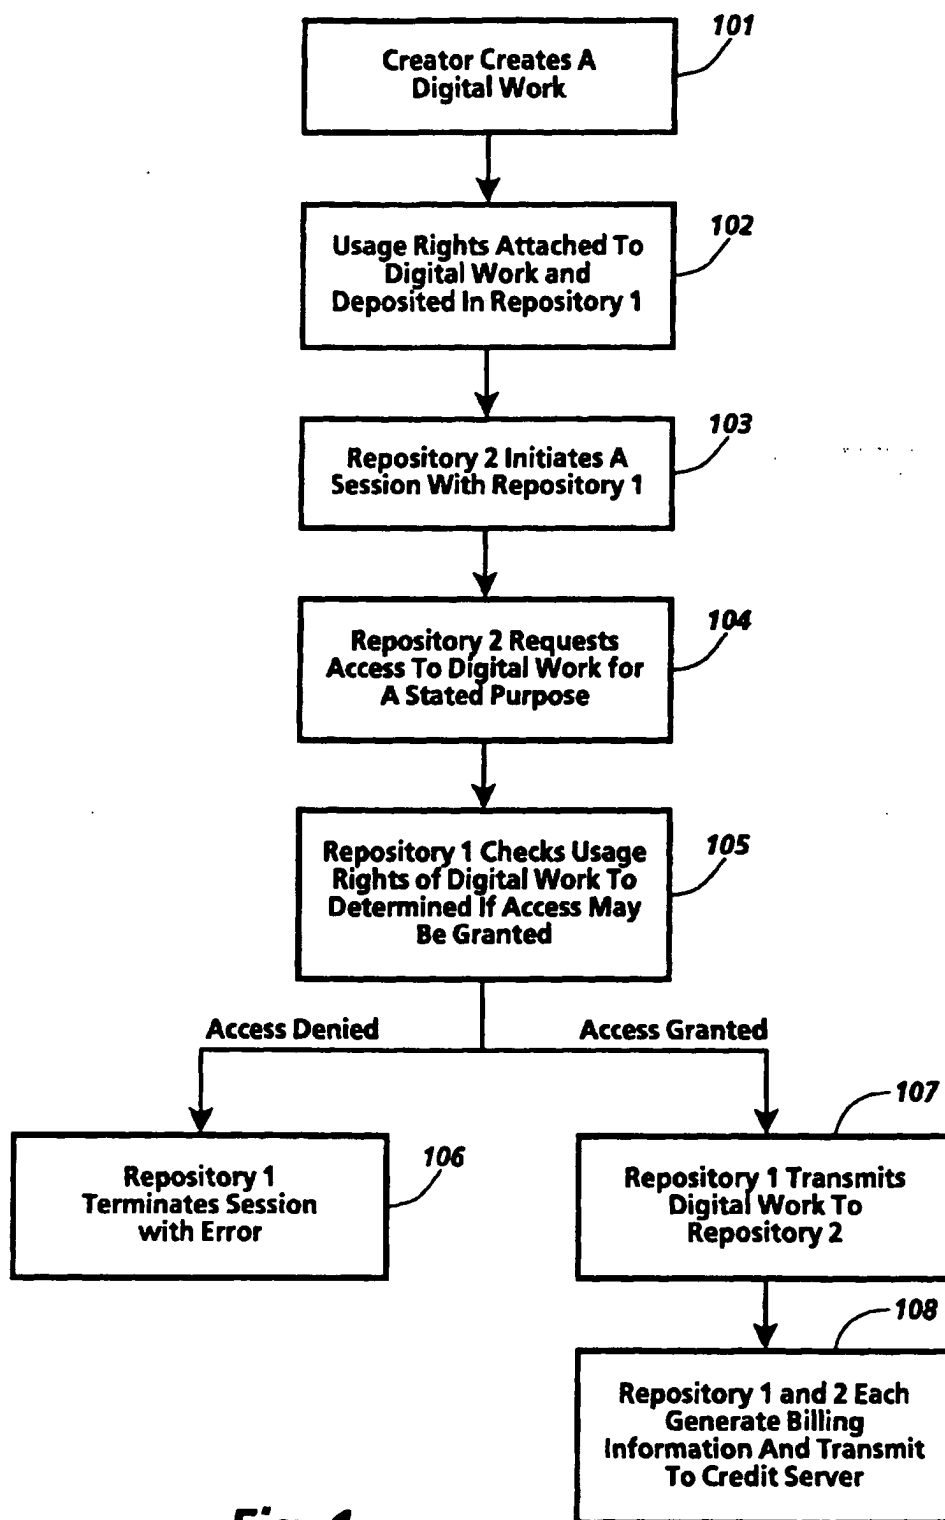 101
Creator Creates A
Digital Work
102
Usage Rights Attached To
Digital Work and
Deposited In Repository 1
103
Repository 2 Initiates A
Session With Repository 1
104
Repository 2 Requests
Access To Digital Work for
A Stated Purpose
105
Repository 1 Checks Usage
Rights of Digital Work To
Determined If Access May
Be Granted
Access Denied
Access Granted
106
Repository 1
Terminates Session
with Error
107
Repository 1 Transmits
Digital Work To
Repository 2
108
Repository 1 and 2 Each
Generate Billing
Information And Transmit
To Credit Server
Fig. 1